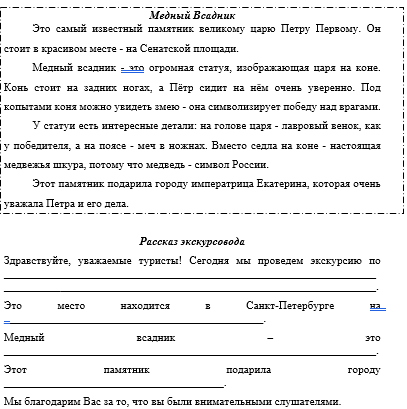 Медный Всадник
Это самый известный памятник великому царю Петру Первому. Он
стоит в красивом месте - на Сенатской площади.
Медный всадник - это огромная статуя, изображающая царя на коне.
Конь стоит на задних ногах, а Пётр сидит на нём очень уверенно. Под
копытами коня можно увидеть змею - она символизирует победу над врагами.
У статуи есть интересные детали: на голове царя - лавровый венок, как
у победителя, а на поясе - меч в ножнах. Вместо седла на коне - настоящая
медвежья шкура, потому что медведь - символ России.
Этот памятник подарила городу императрица Екатерина, которая очень
уважала Петра и его дела.
Рассказ экскурсовода
Здравствуйте, уважаемые туристы! Сегодня мы проведем экскурсию по
____________________________________________
____________________________________________.
Это место находится в Санкт-Петербурге на_
_______________________________.
Медный всадник – это
____________________________________________.
Этот памятник подарила городу
__________________________.
Мы благодарим Вас за то, что вы были внимательными слушателями.